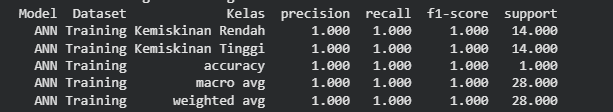 Model Dataset Kelas precision recall f1-score support
ANN Training Kemiskinan Rendah 1.000 1.000 1.000 14.000
ANN Training Kemiskinan Tinggi 1.000 1.000 1.000 14.000
ANN Training accuracy 1.000 1.000 1.000 1.000
ANN Training macro avg 1.000 1.000 1.000 28.000
ANN Training weighted avg 1.000 1.000 1.000 28.000